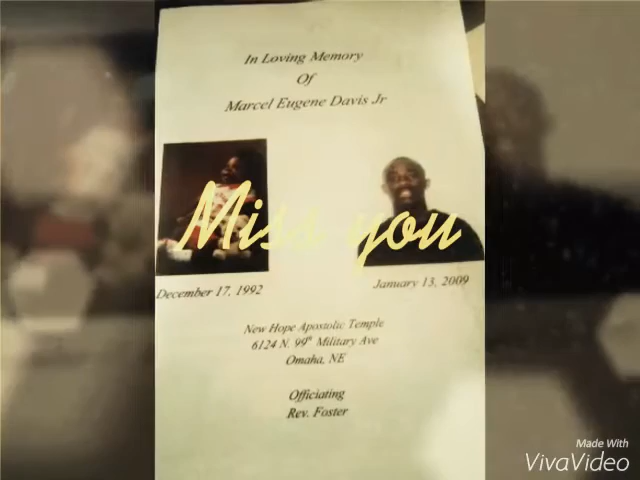 In Loving Memory
Of
Marcel Eugene Davis Jr
Miss you
December 17, 1992
January 13, 2009
New Hope Apostolic Temple
6124 N. 99th Military Ave
Omaha, NE
Officiating
Rev. Foster
Made With
VivaVideo